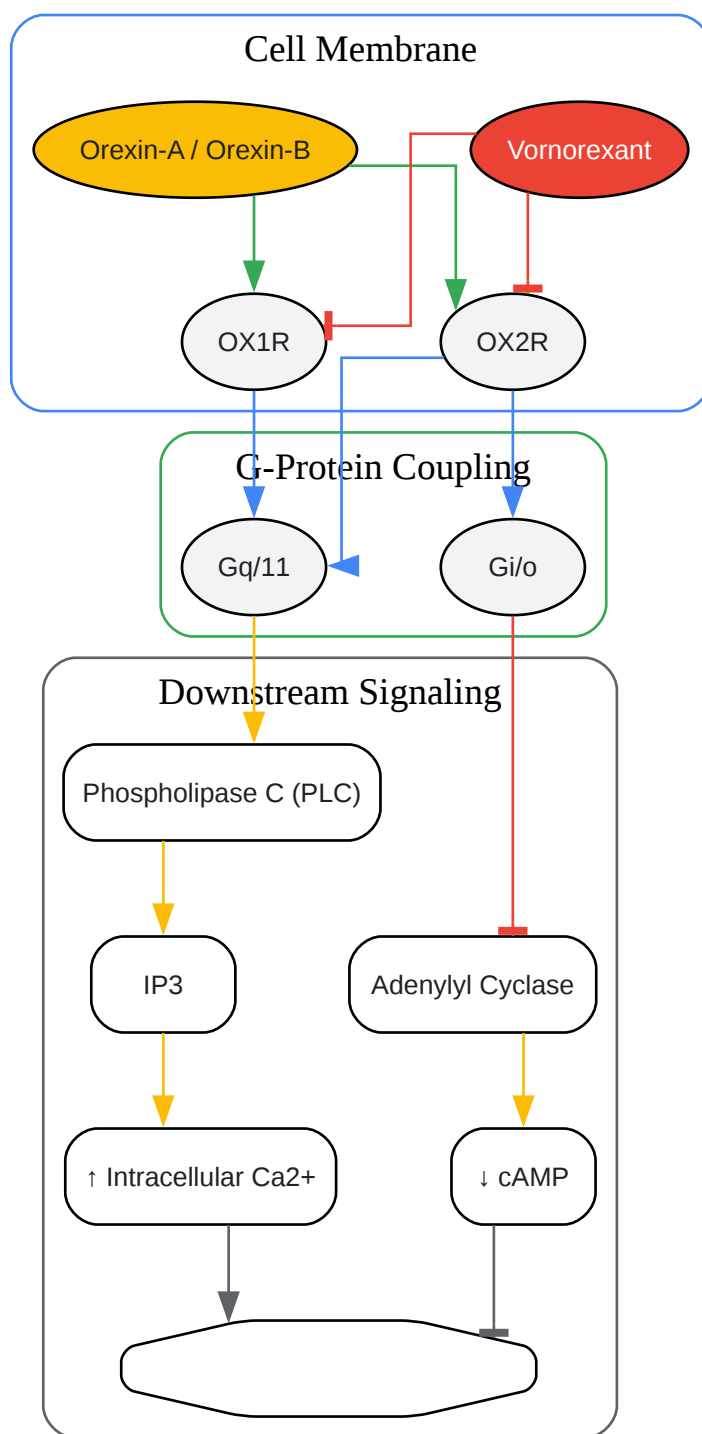 Cell Membrane
Orexin-A / Orexin-B
Vornorexant
OX1R
OX2R
G-Protein Coupling
Gq/11
Gi/o
Downstream Signaling
Phospholipase C (PLC)
IP3
Adenylyl Cyclase
↑ Intracellular Ca2+
↓ cAMP